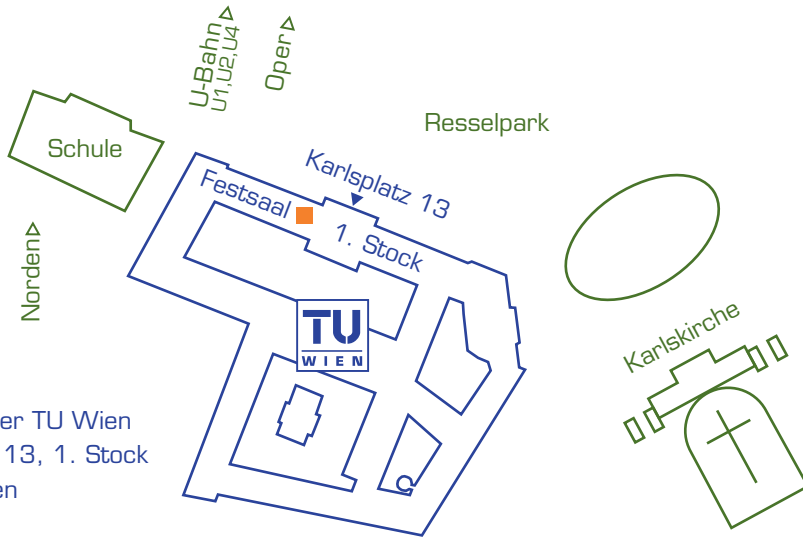 U-Bahn
U1,U2,U4
Oper
Resselpark
Schule
Karlsplatz 13
Festsaal
1. Stock
Norden
TU
WIEN
Karlskirche
er TU Wien
13, 1. Stock
en